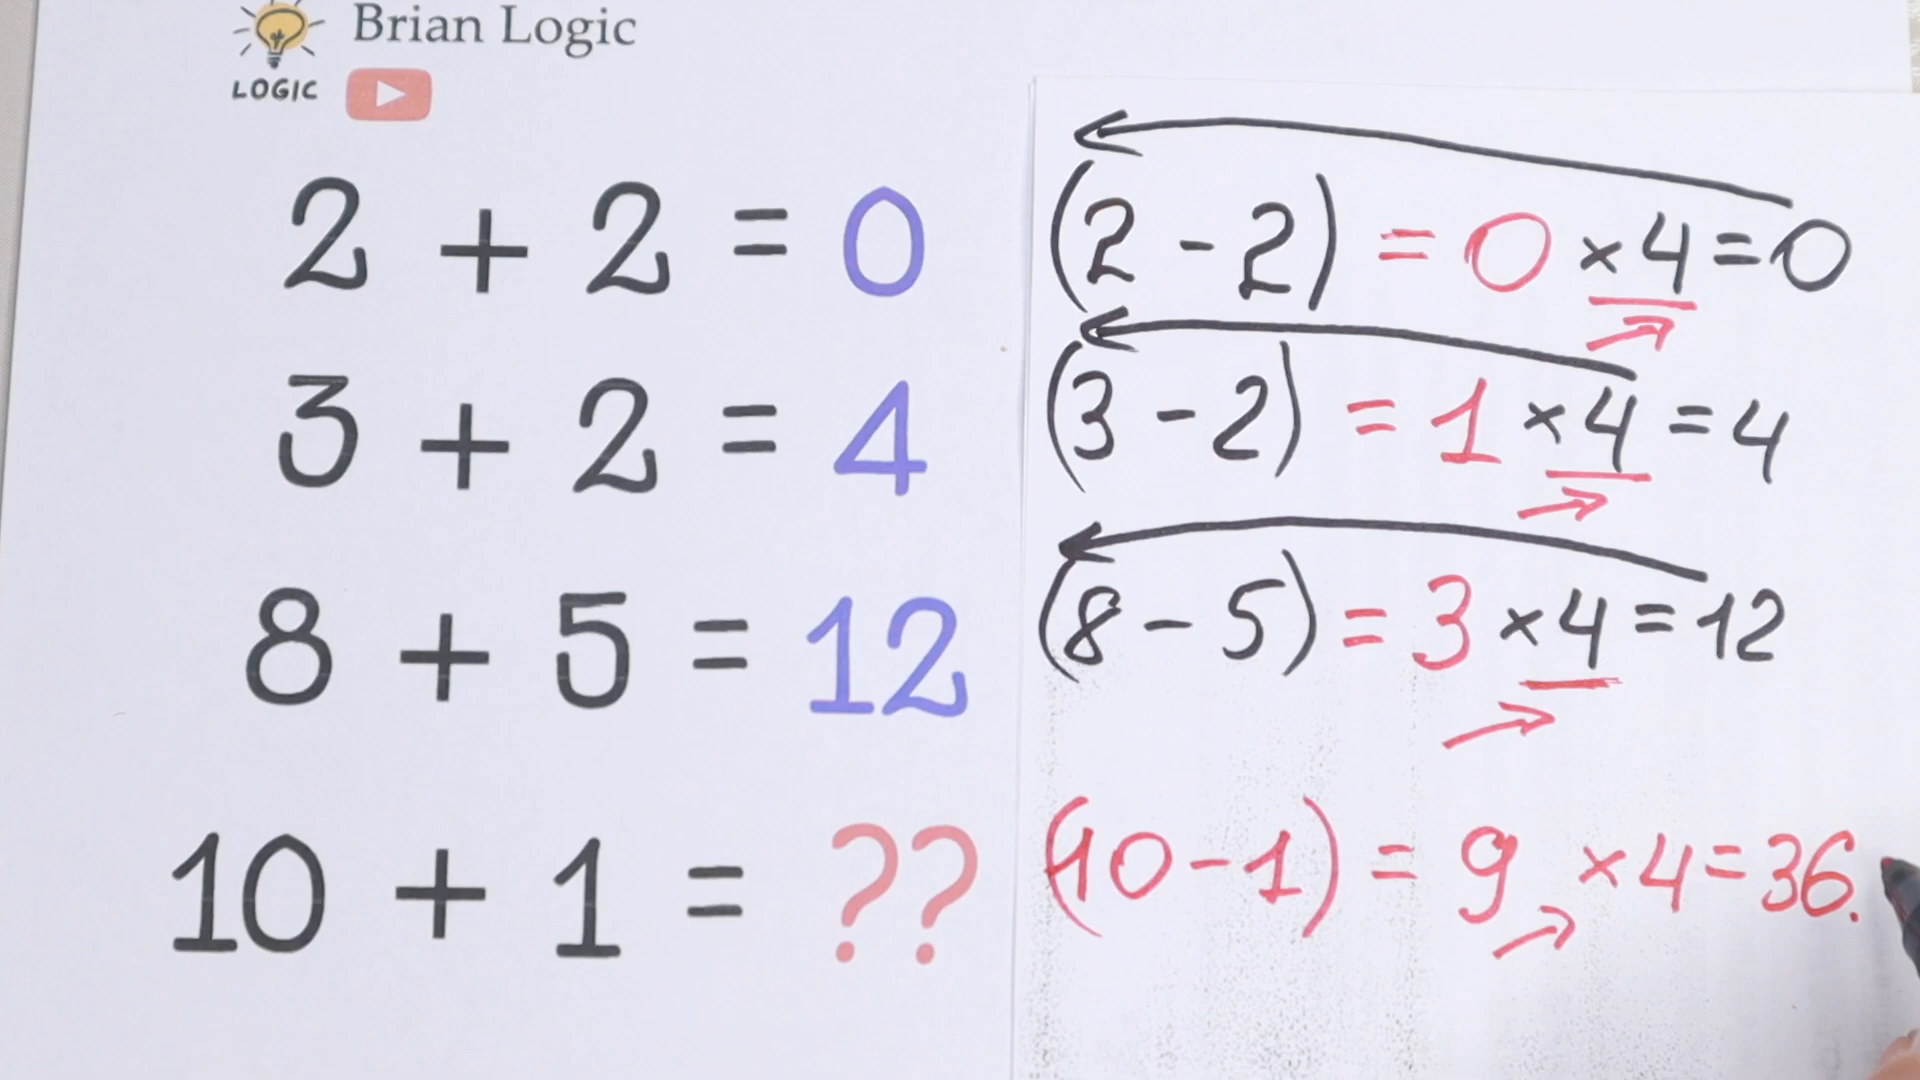 Brian Logic
LOGIC
2 + 2 = 0
3 + 2 = 4
8 + 5 = 12
10 + 1 = ??
(2 - 2) = 0 × 4 = 0
(3 - 2) = 1 × 4 = 4
(8 - 5) = 3 × 4 = 12
(10 - 1) = 9 × 4 = 36.